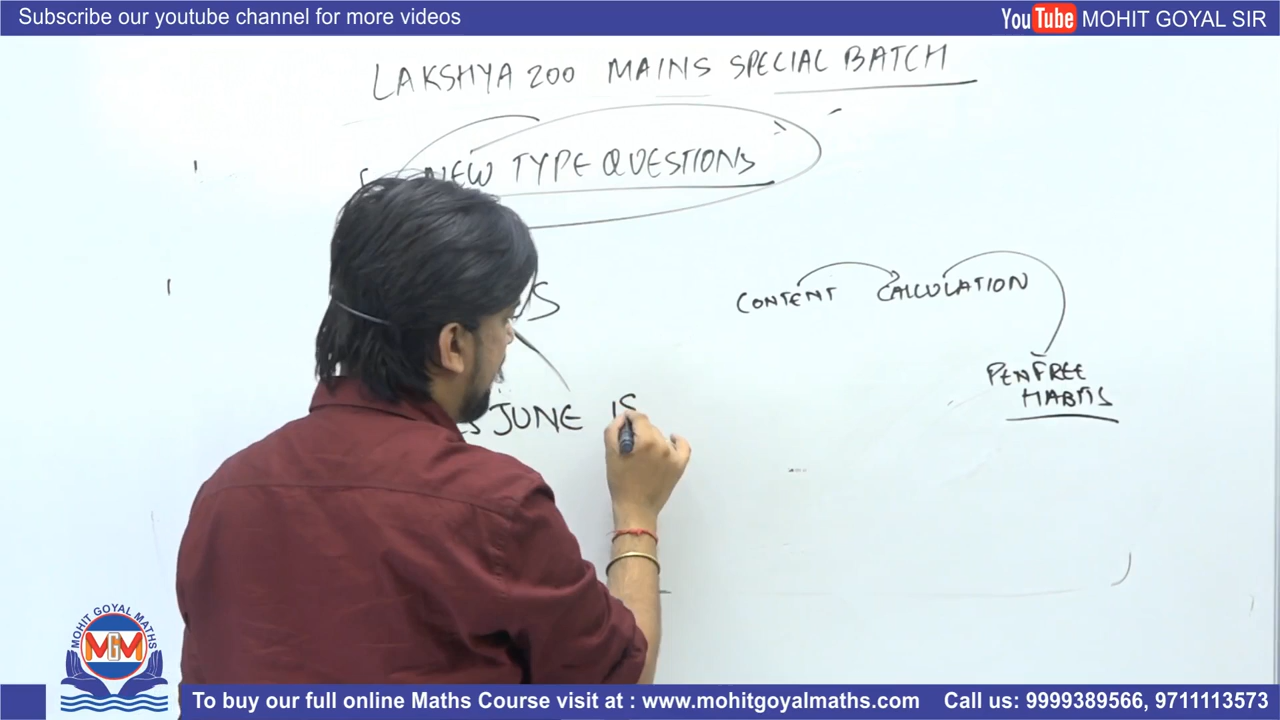 Subscribe our youtube channel for more videos
YouTube MOHIT GOYAL SIR
LAKSHYA 200 MAINS SPECIAL BATCH
NEW TYPE QUESTIONS
CONTENT CALCULATION
PENFREE
HABITS
JUNE
MOHIT GOYAL MATHS
MGM
To buy our full online Maths Course visit at : www.mohitgoyalmaths.com Call us: 9999389566, 9711113573